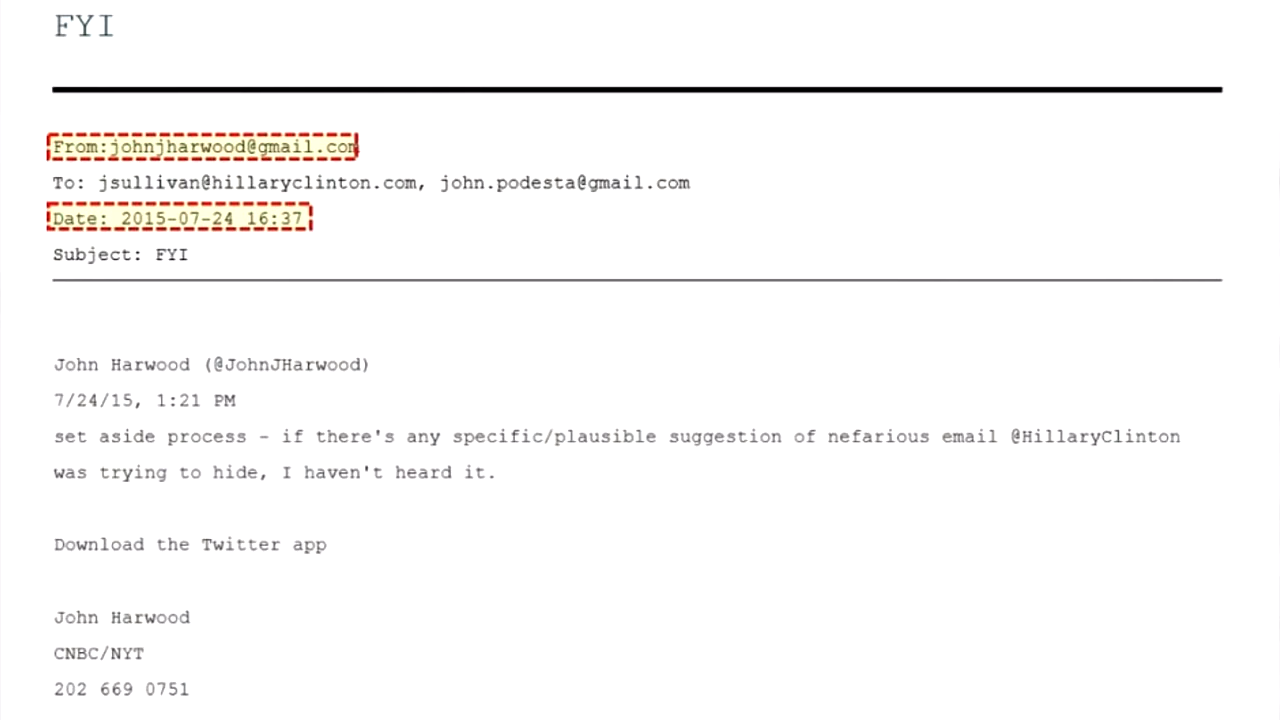 FYI
From:johnjharwood@gmail.com
To: jsullivan@hillaryclinton.com, john.podesta@gmail.com
Date: 2015-07-24 16:37
Subject: FYI
John Harwood (@JohnJHarwood)
7/24/15, 1:21 PM
set aside process - if there's any specific/plausible suggestion of nefarious email @HillaryClinton
was trying to hide, I haven't heard it.
Download the Twitter app
John Harwood
CNBC/NYT
202 669 0751